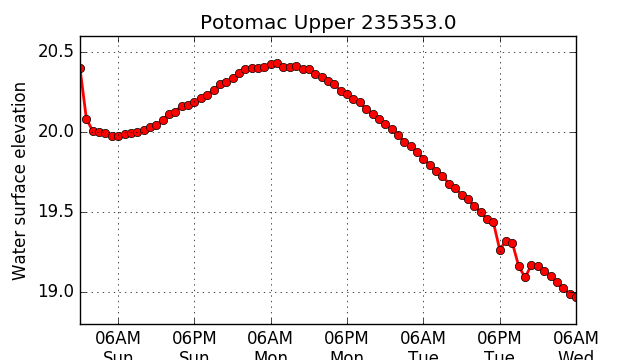 Potomac Upper 235353.0
Water surface elevation
20.5
20.0
19.5
19.0
06AM 06PM 06AM 06PM 06AM 06PM 06AM
Sun Sun Mon Mon Tue Tue Wed